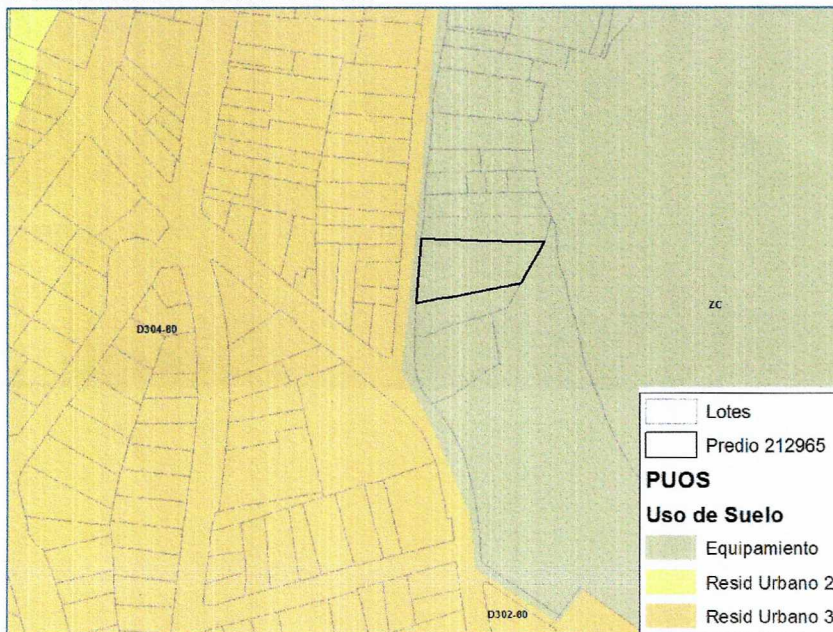 ZC
D304-80
D302-80
Lotes
Predio 212965
PUOS
Uso de Suelo
Equipamiento
Resid Urbano 2
Resid Urbano 3